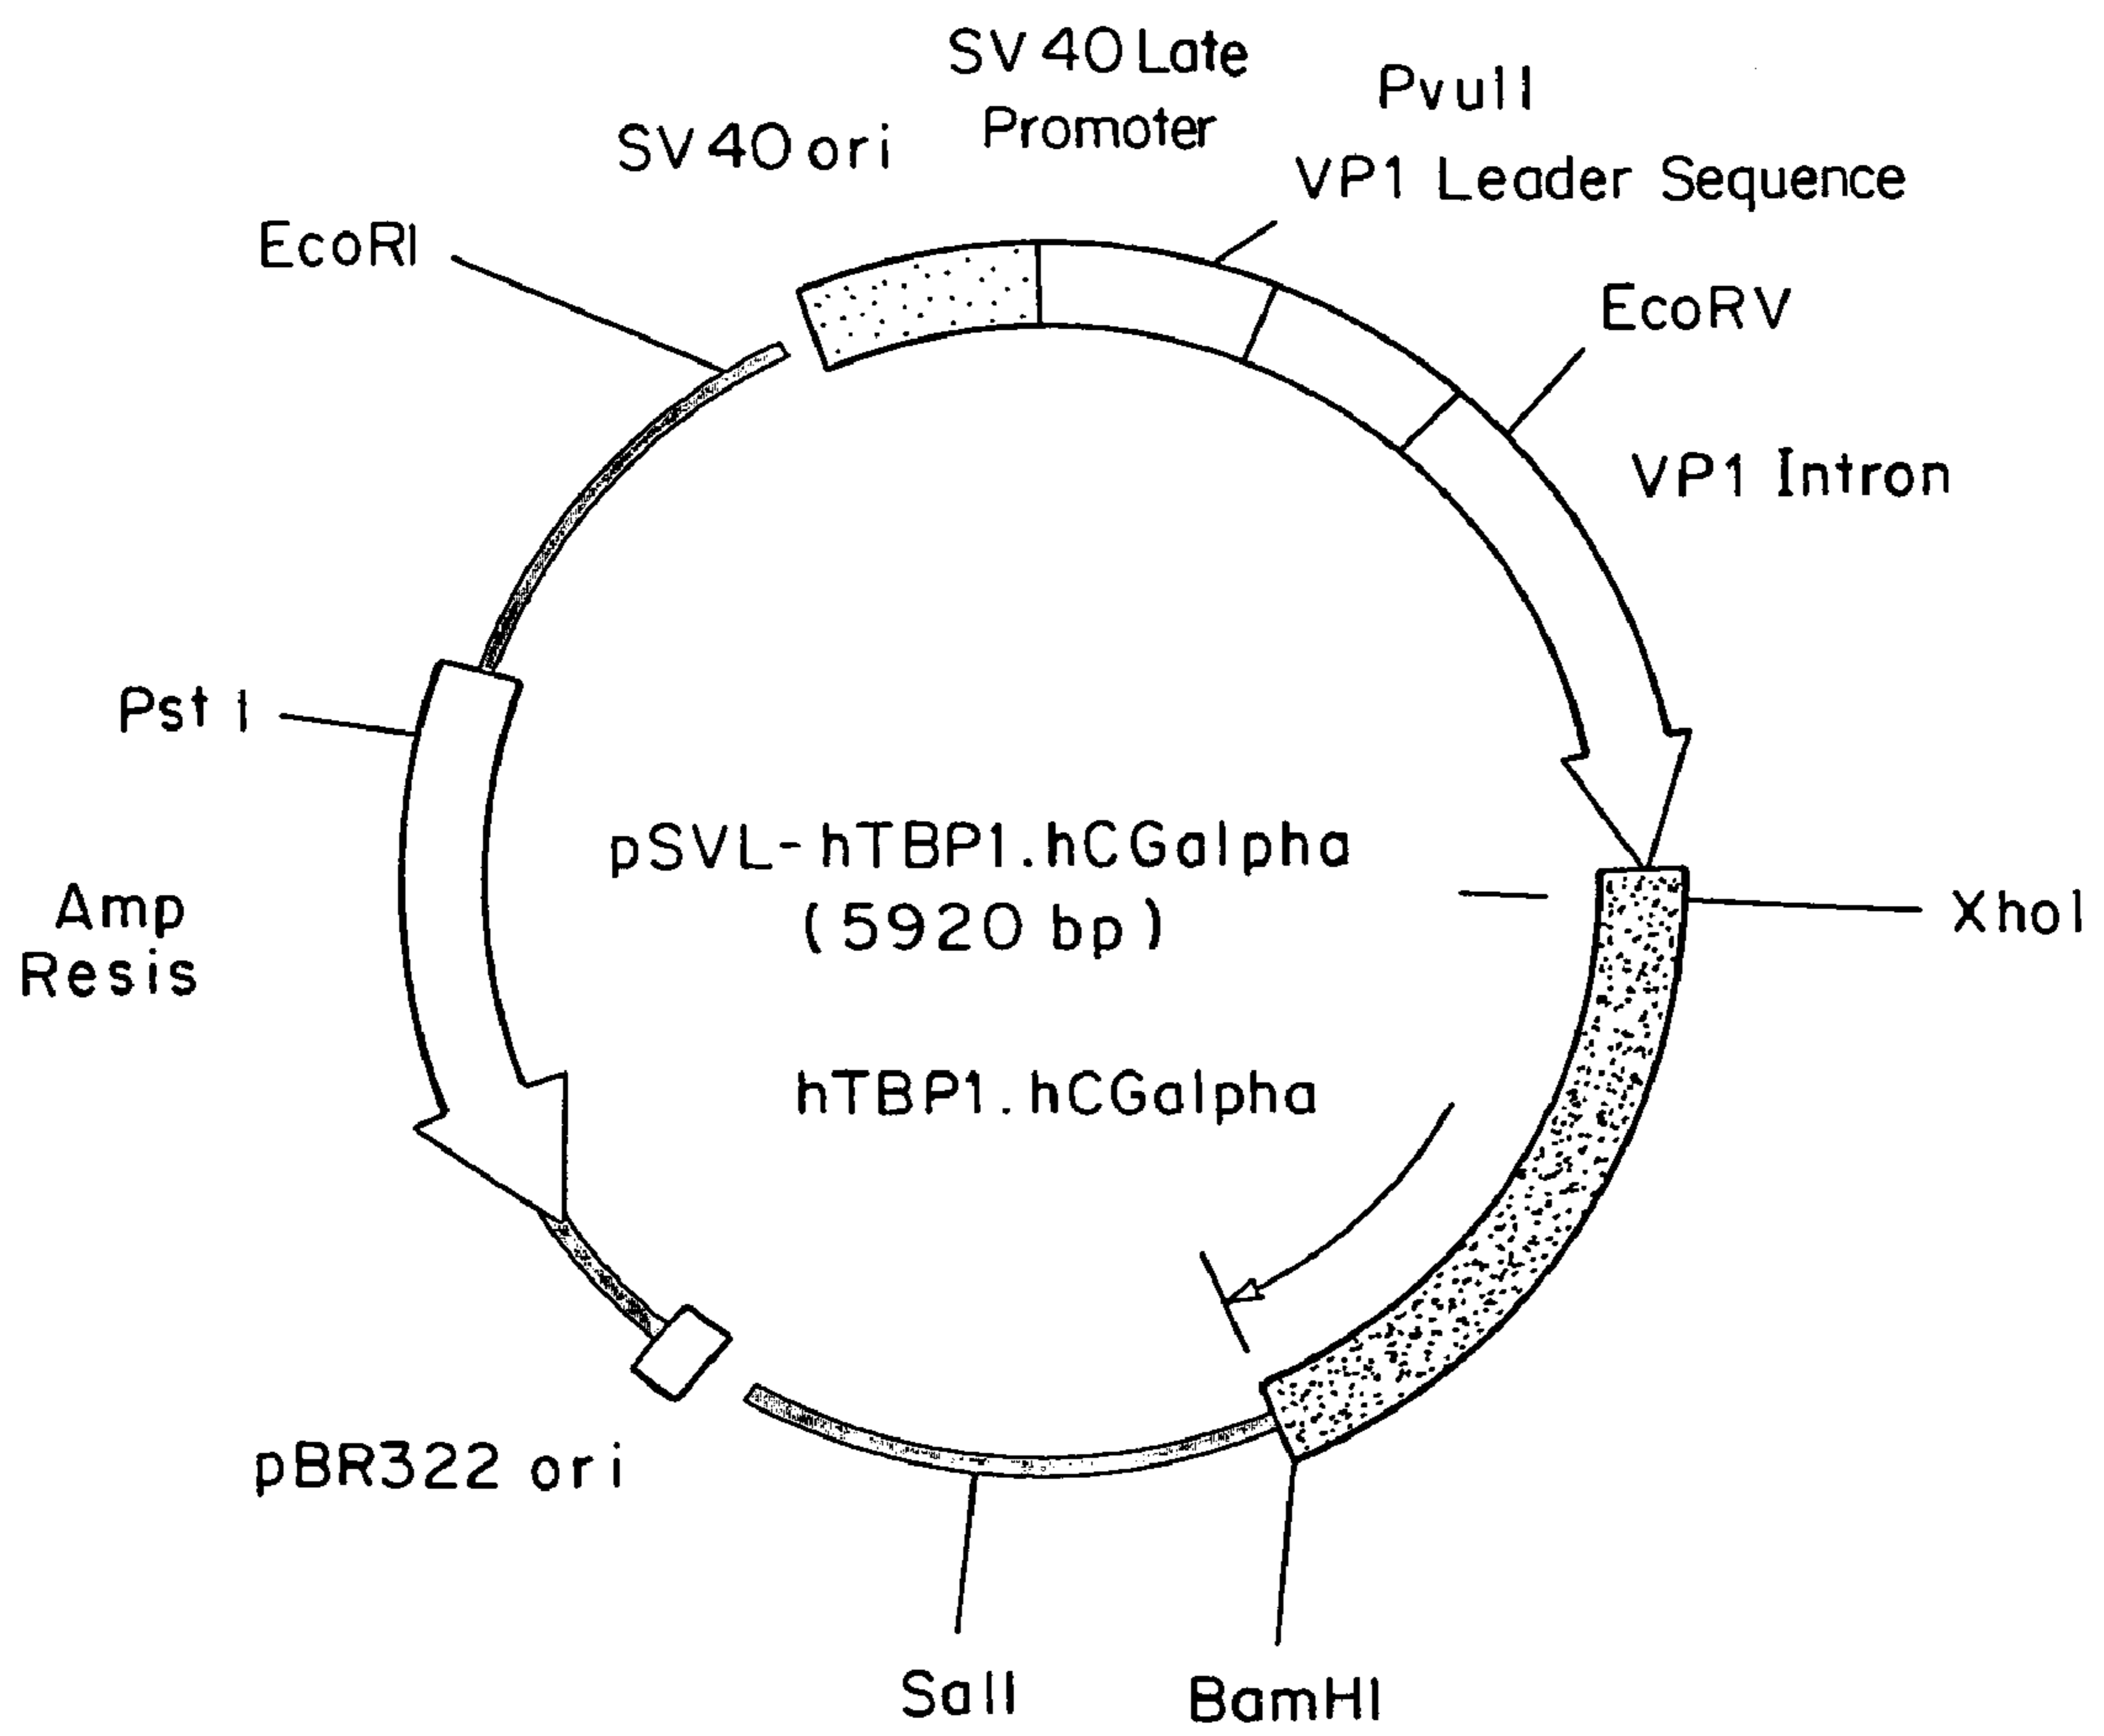 SV40 Late
Promoter
PvuII
SV40 ori
VP1 Leader Sequence
EcoRI
EcoRV
VP1 Intron
Pst I
pSVL-hTBP1.hCGalpha
(5920 bp)
Amp
Resis
XhoI
hTBP1.hCGalpha
pBR322 ori
SalI
BamHI